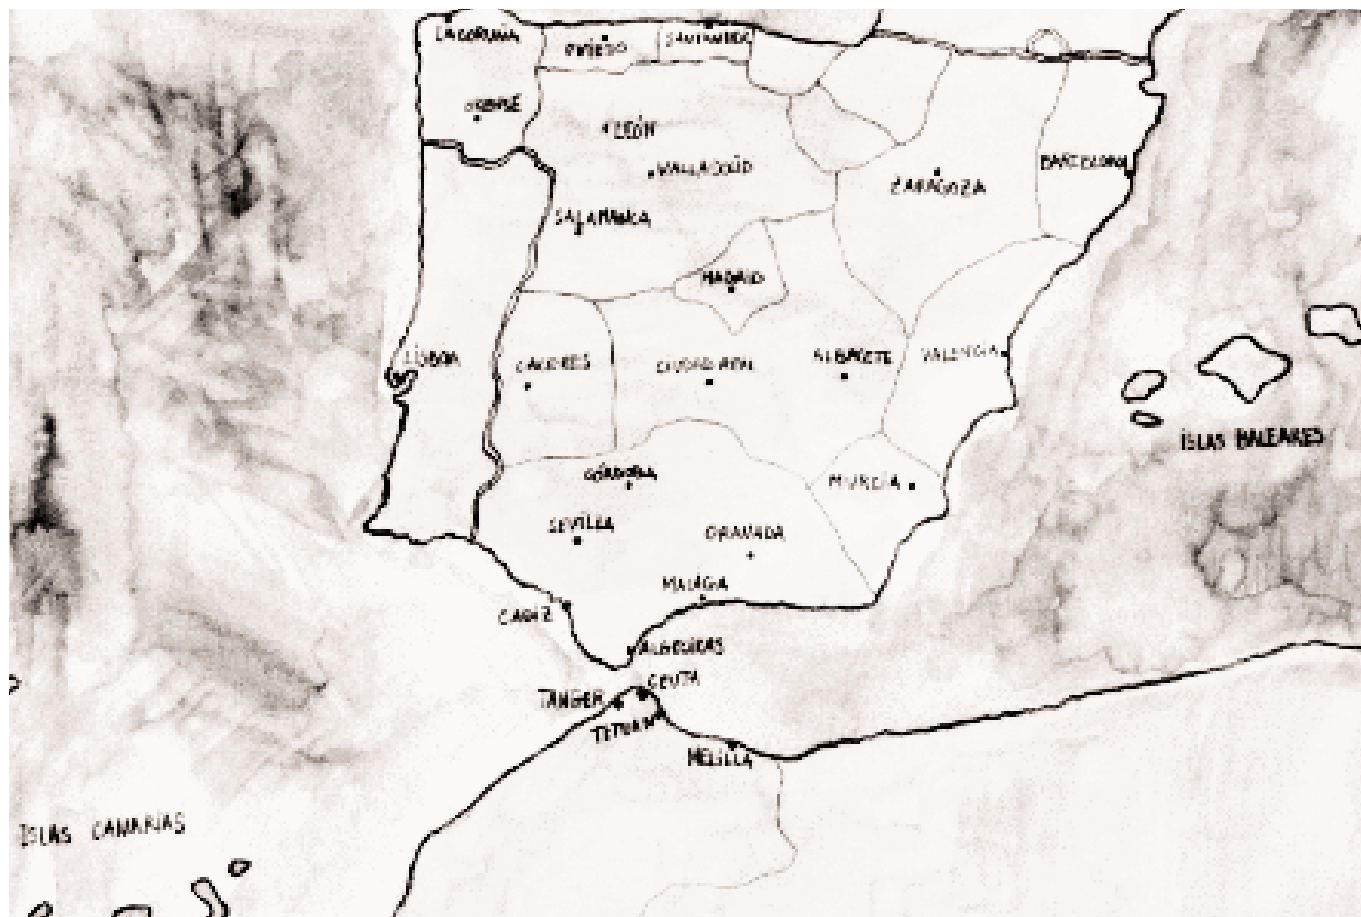 LA CORUÑA
OVIEDO
SANTANDER
ORENSE
LEÓN
VALLADOLID
BARCELONA
ZARAGOZA
SALAMANCA
MADRID
LISBOA
CÁCERES
CIUDAD REAL
ALBACETE
VALENCIA
ISLAS BALEARES
CÓRDOBA
MURCIA
SEVILLA
GRANADA
MALAGA
CADIZ
ALGECIRAS
CEUTA
TANGER
TETUAN
MELILLA
ISLAS CANARIAS